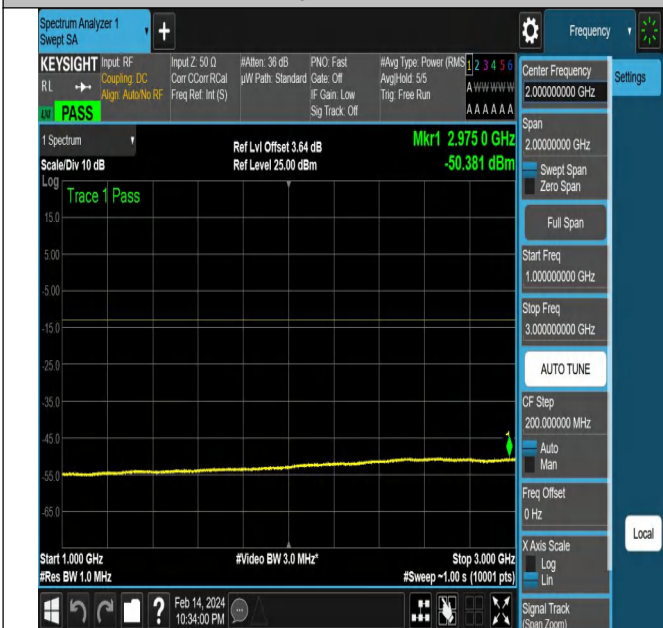 Spectrum Analyzer 1
Swept SA
+
Frequency
KEYSIGHT Input: RF Input Z: 50 Ω #Atten: 36 dB PNO: Fast #Avg Type: Power (RMS 1 2 3 4 5 6
RL Coupling: DC Corr CCorr RCal µW Path: Standard Gate: Off Avg|Hold: 5/5 A W W W W W
Align: Auto/No RF Freq Ref: Int (S) IF Gain: Low Trig: Free Run
Sig Track: Off A A A A A A
LXI PASS
1 Spectrum
Ref Lvl Offset 3.64 dB Mkr1 2.975 0 GHz
Scale/Div 10 dB Ref Level 25.00 dBm -50.381 dBm
Log
Trace 1 Pass
15.0
5.00
-5.00
-15.0
-25.0
-35.0
-45.0
-55.0
-65.0
1
Start 1.000 GHz #Video BW 3.0 MHz* Stop 3.000 GHz
#Res BW 1.0 MHz #Sweep ~1.00 s (10001 pts)
? Feb 14, 2024
10:34:00 PM
Center Frequency
2.000000000 GHz
Settings
Span
2.00000000 GHz
Swept Span
Zero Span
Full Span
Start Freq
1.000000000 GHz
Stop Freq
3.000000000 GHz
AUTO TUNE
CF Step
200.000000 MHz
Auto
Man
Freq Offset
0 Hz
Local
X Axis Scale
Log
Lin
Signal Track
(Span Zoom)